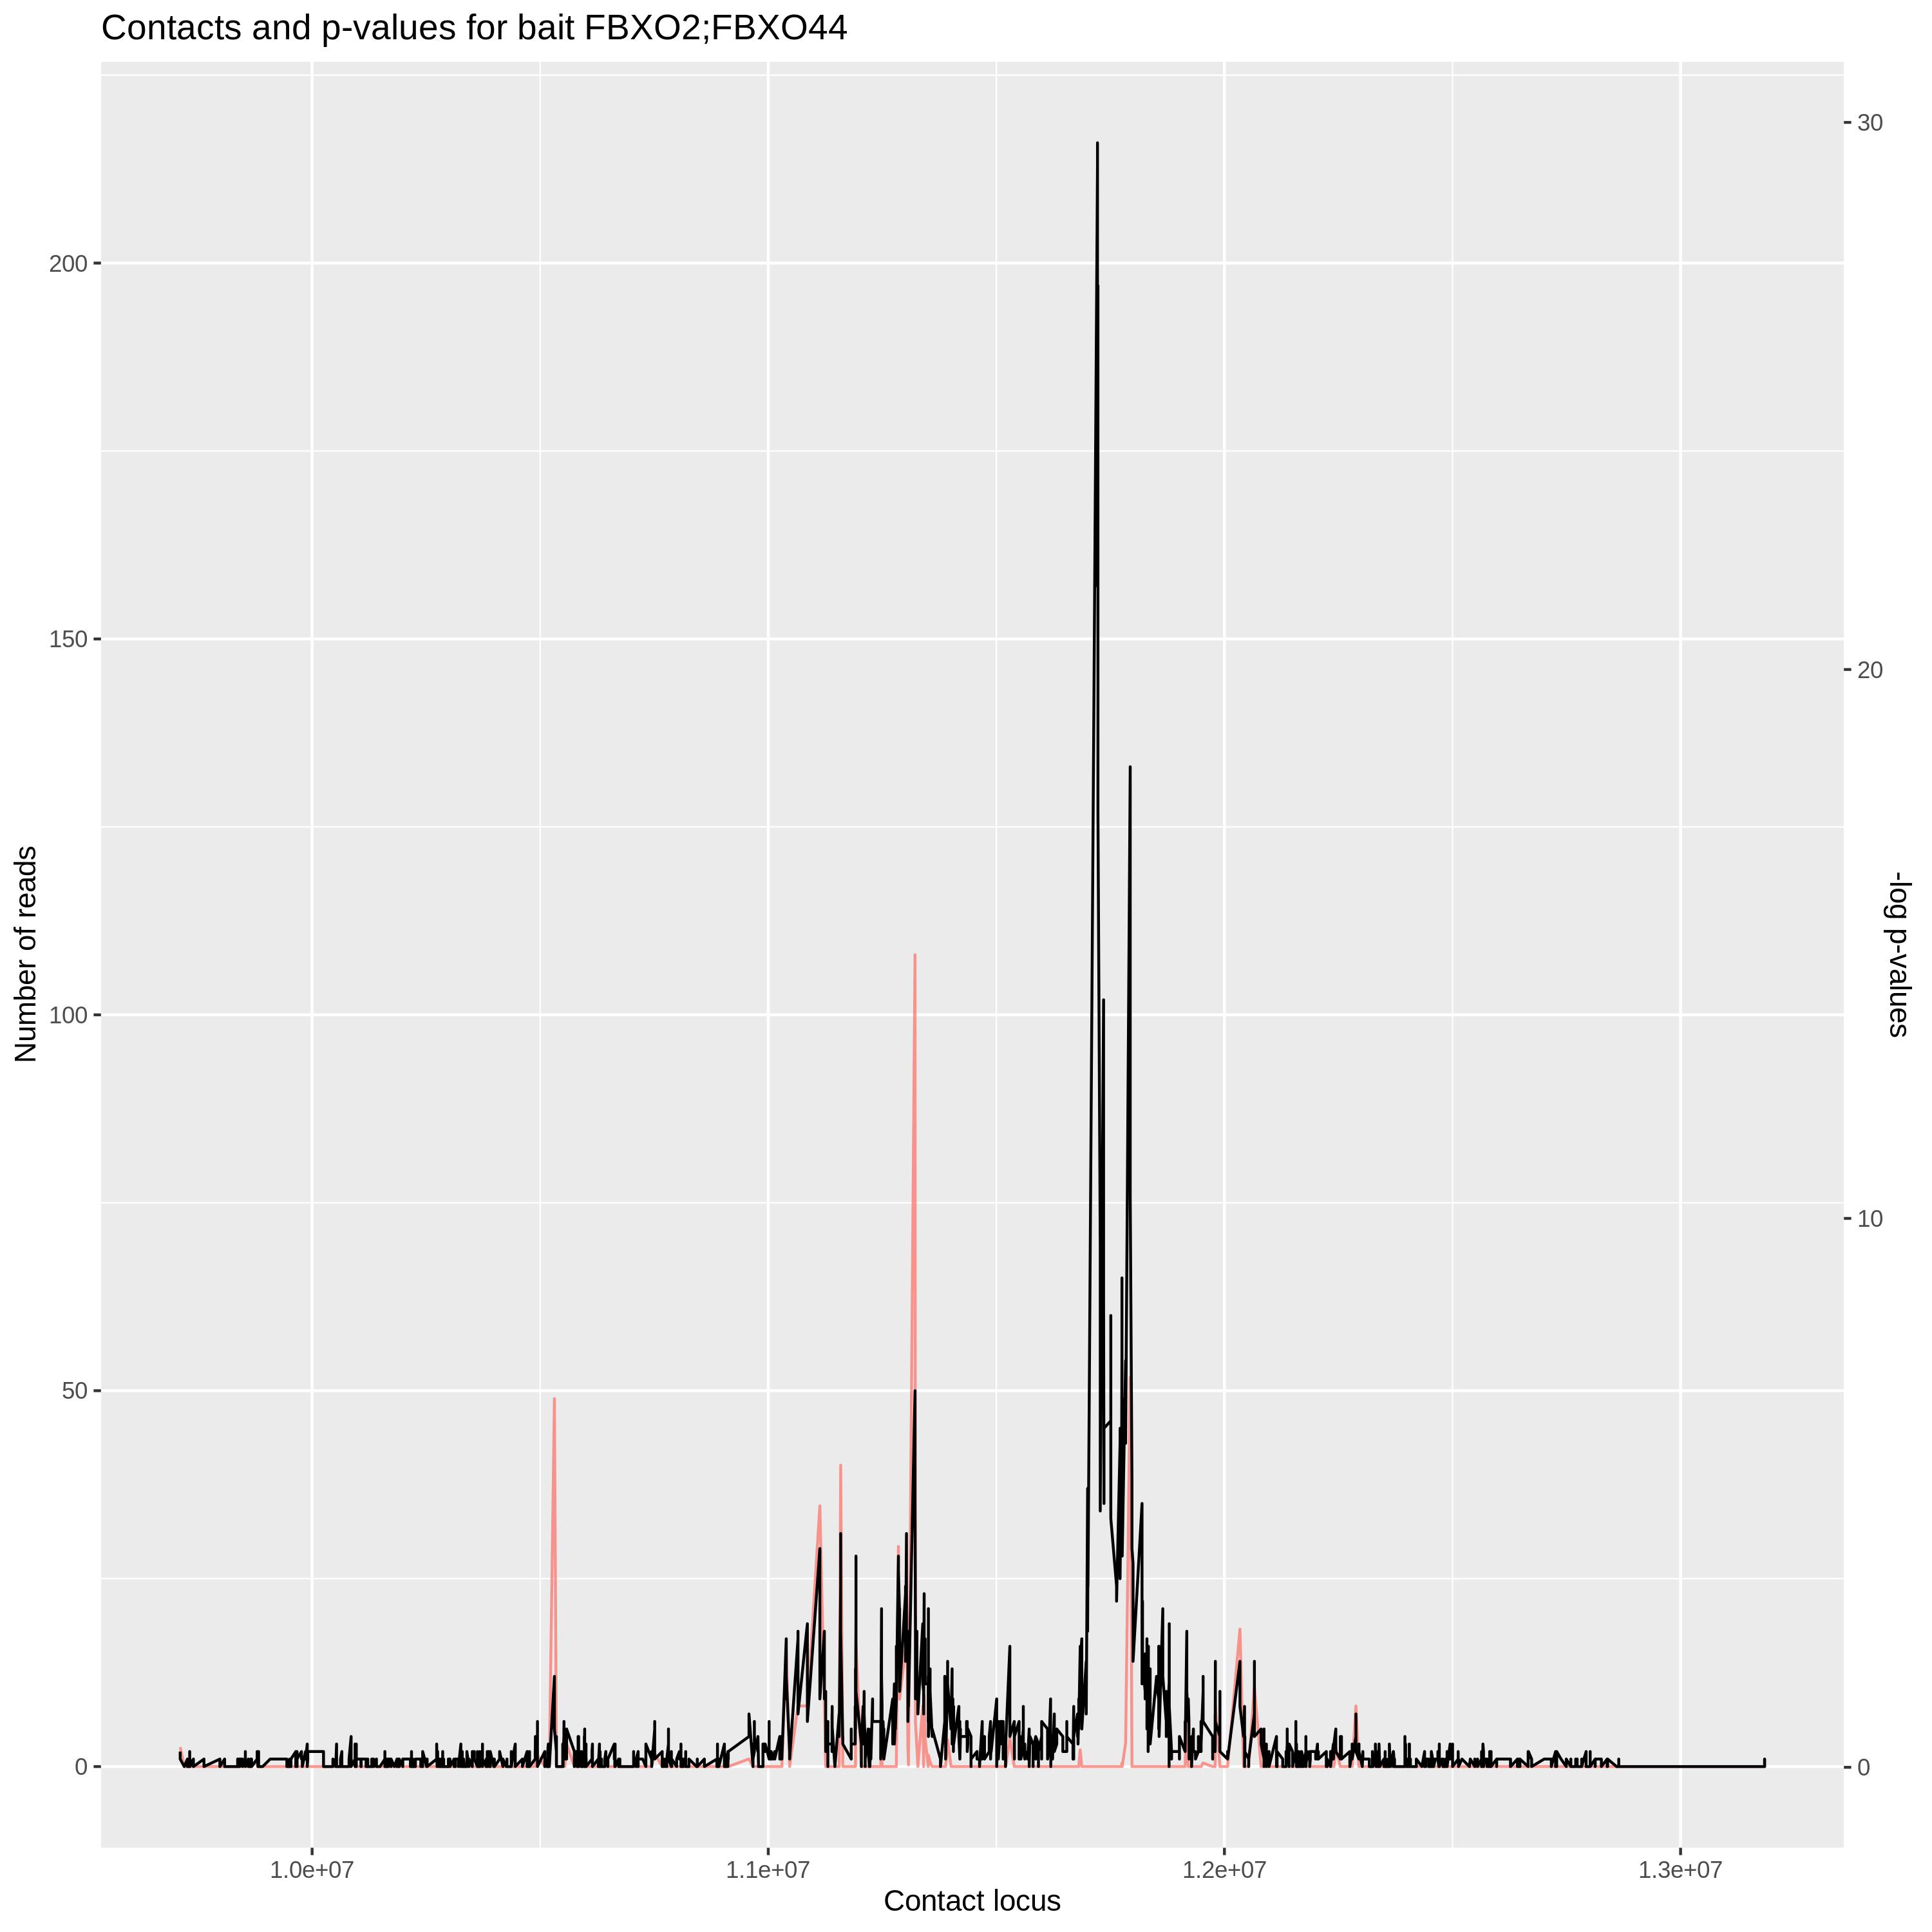 Contacts and p-values for bait FBXO2;FBXO44
Number of reads
200
150
100
50
0
30
20
10
0
-log p-values
1.0e+07
1.1e+07
1.2e+07
1.3e+07
Contact locus